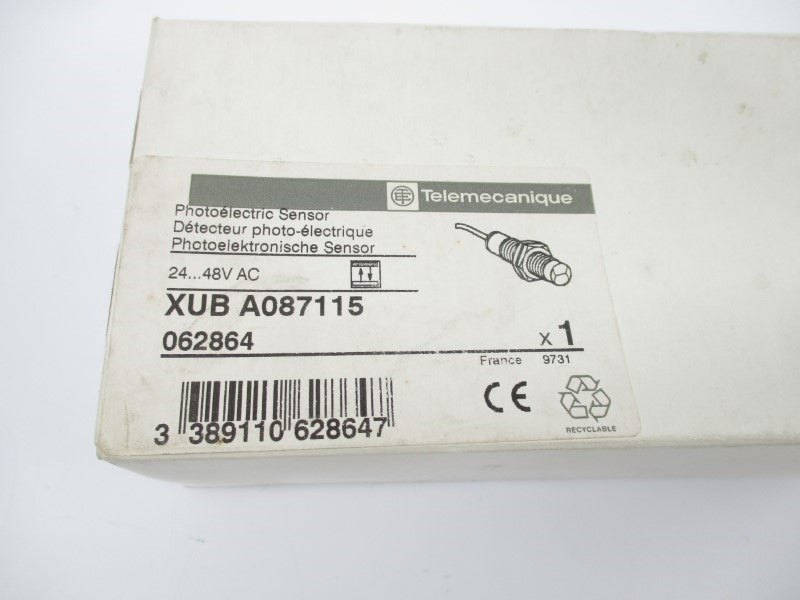 Telemecanique
Photoélectric Sensor
Détecteur photo-électrique
Photoelektronische Sensor
24...48V AC
XUB A087115
062864
x 1
France 9731
3 389110 628647
CE
RECYCLABLE